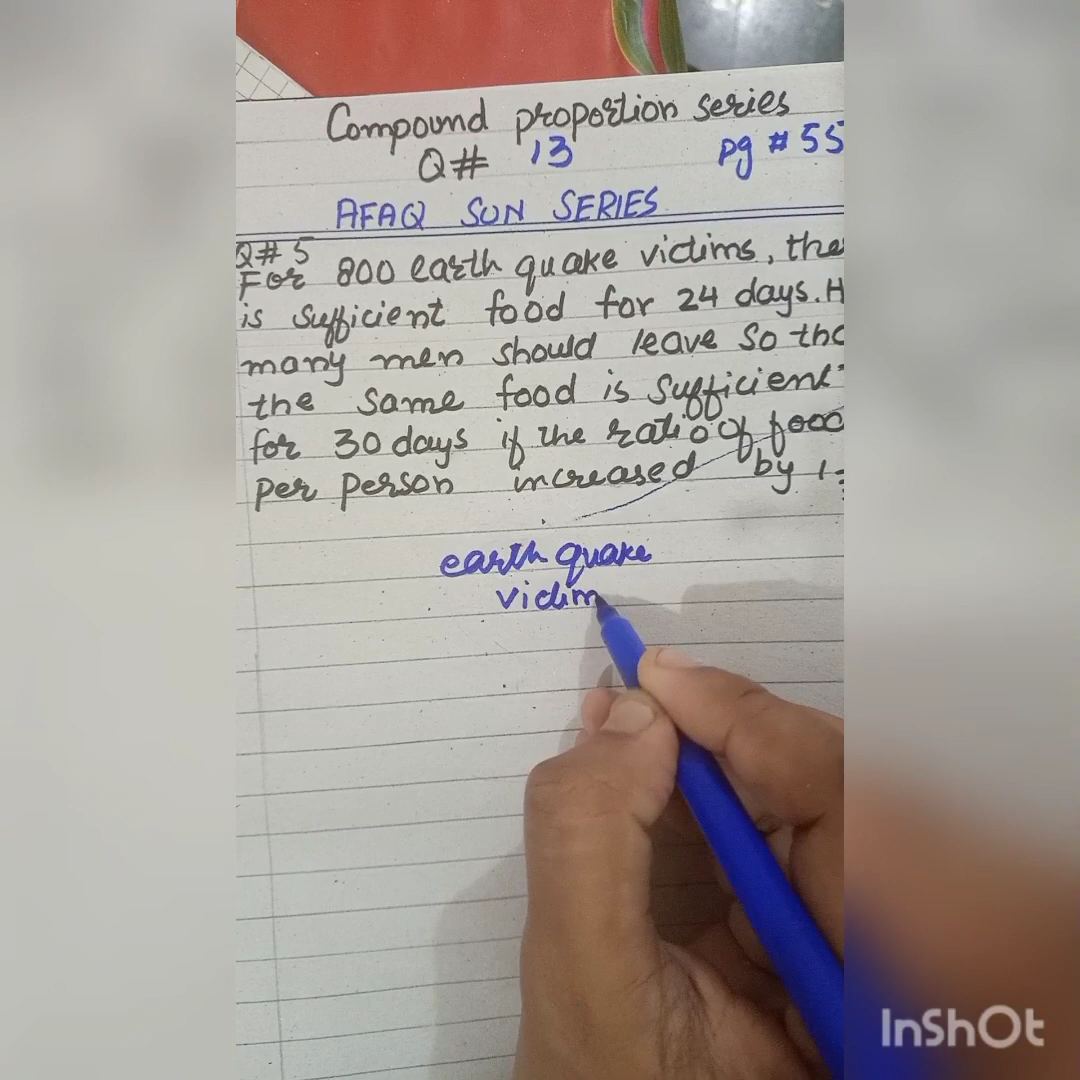 Compound proportion series
Q# 13 pg # 55
AFAQ SUN SERIES
Q# 5
For 800 earth quake victims, the
is sufficient food for 24 days. H
many men should leave so tha
the same food is sufficient
for 30 days if the ratio of food
per person increased by 1
earth quake
victim
InShOt